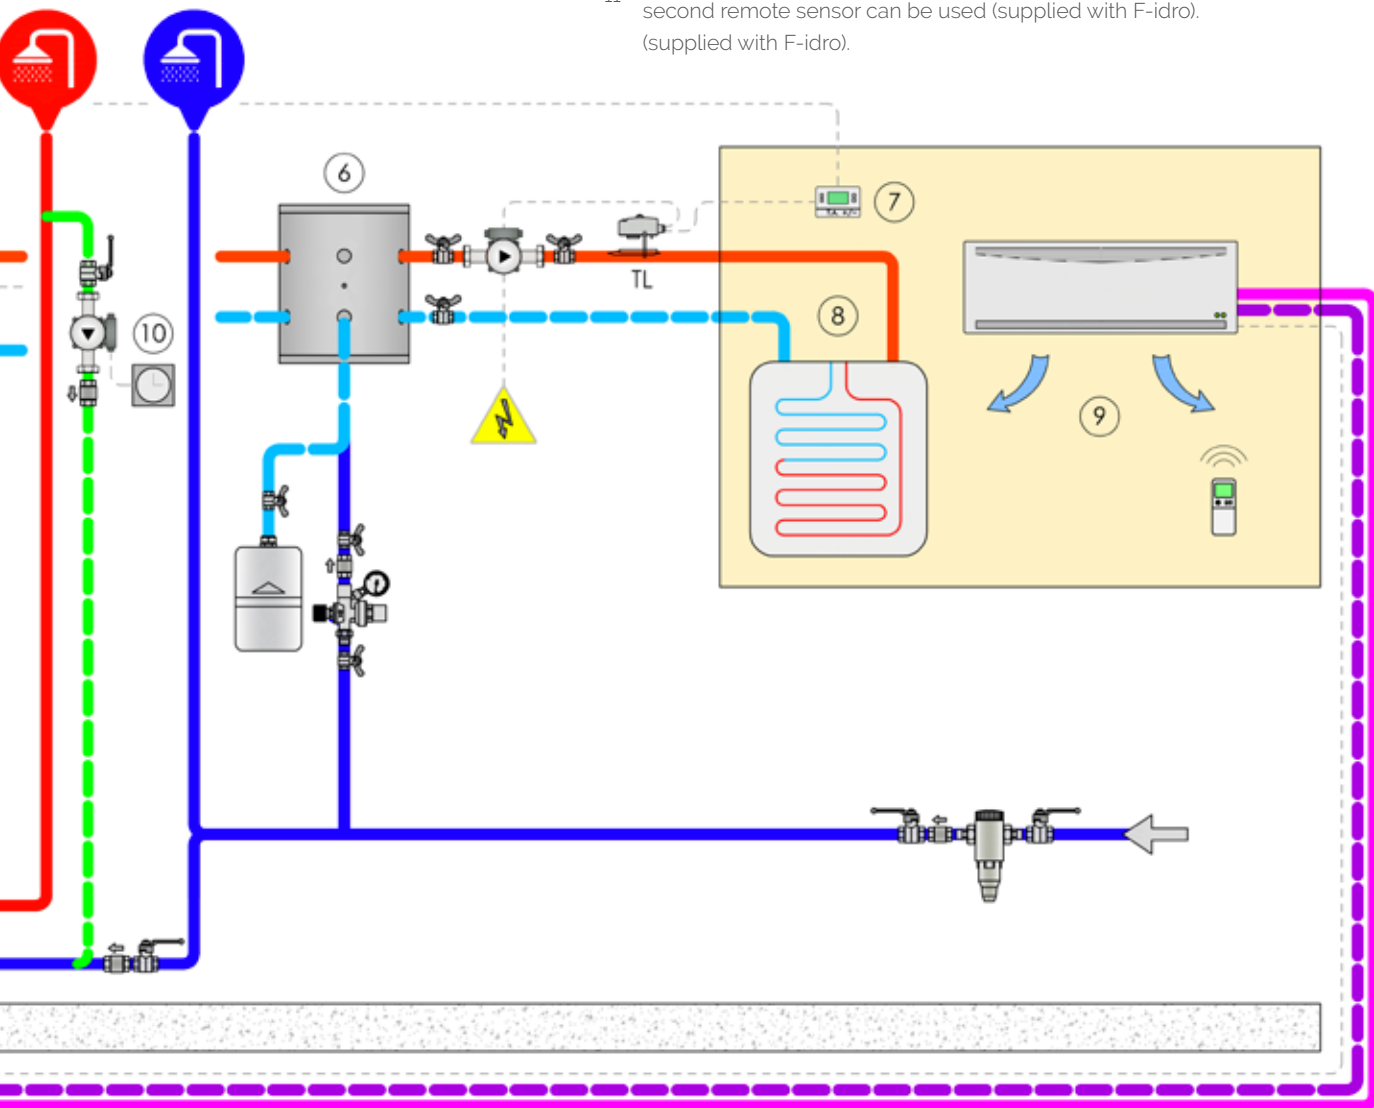 second remote sensor can be used (supplied with F-idro).
(supplied with F-idro).
6
7
TL
8
10
9